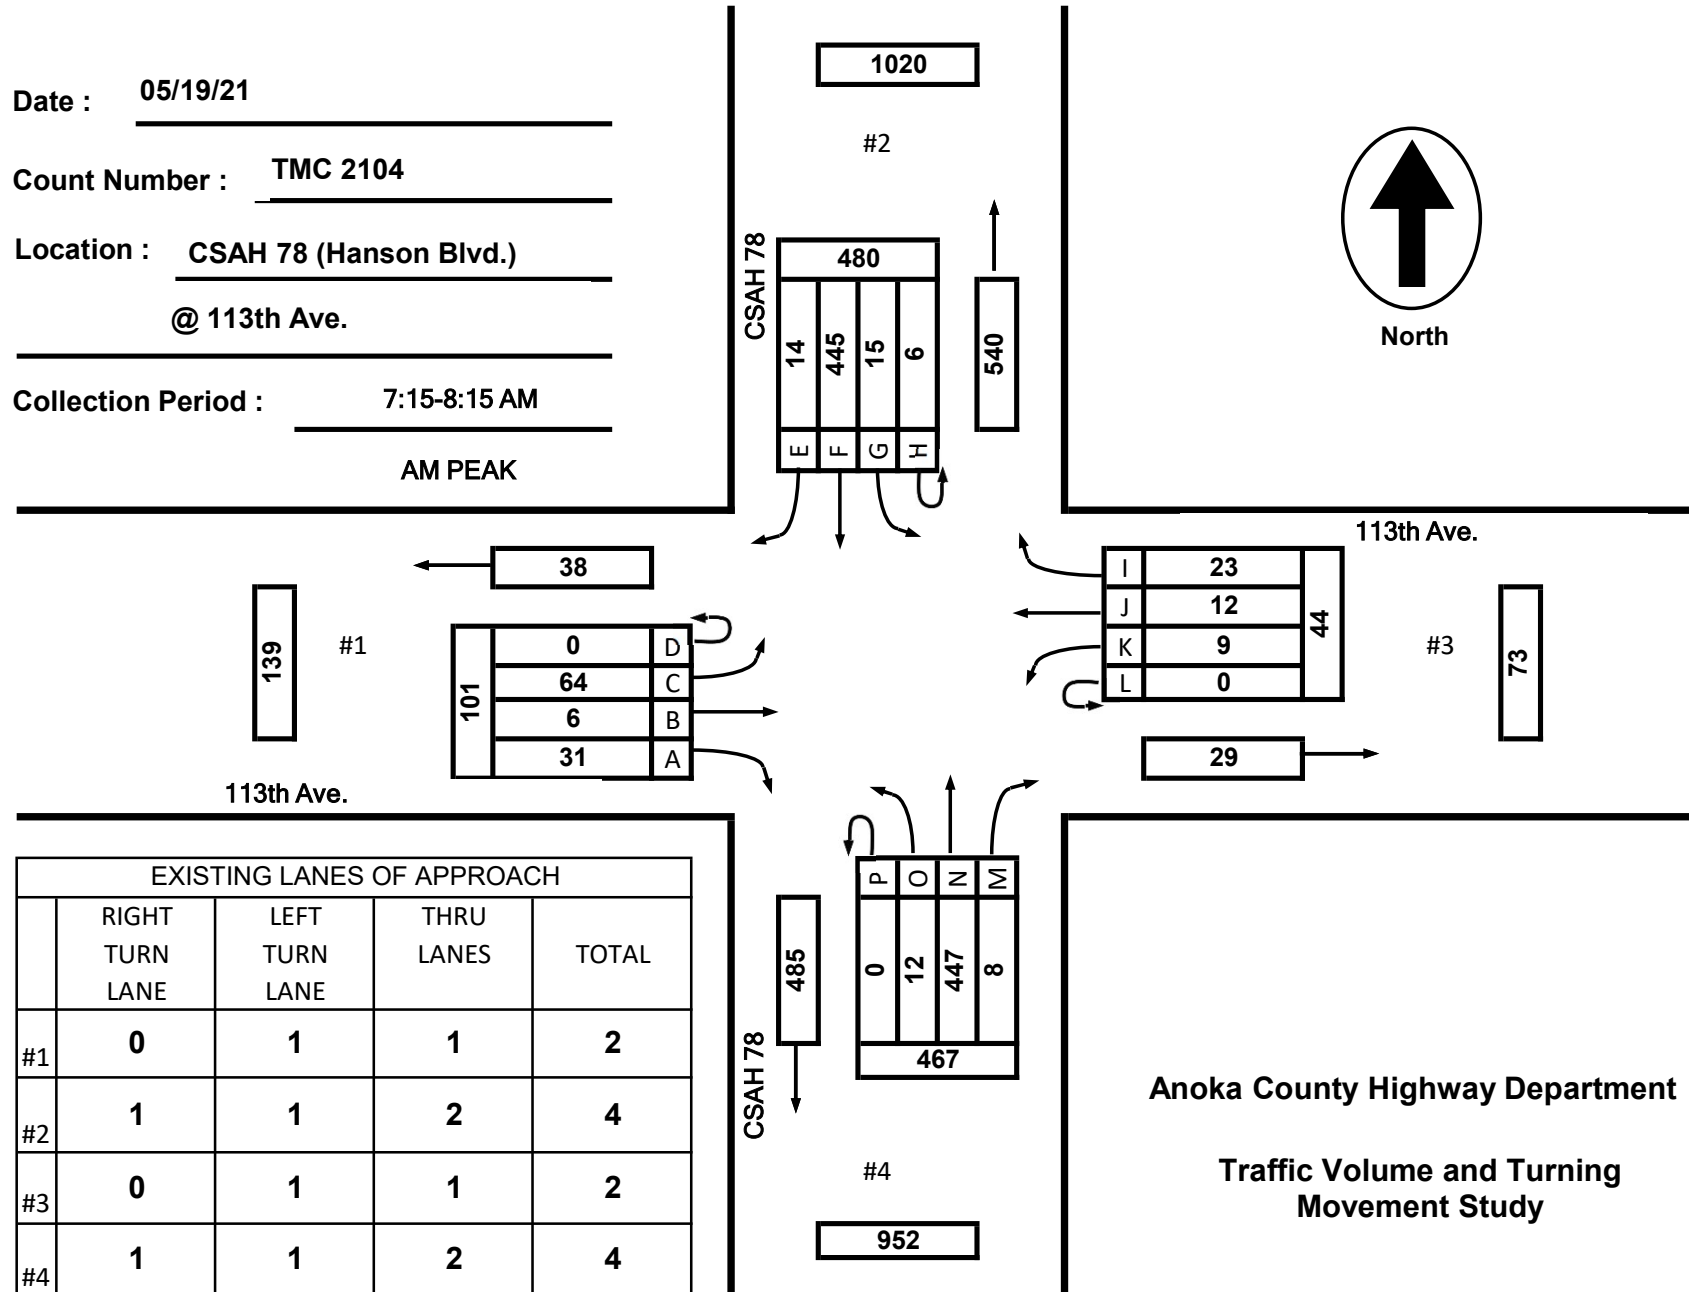 Date : 05/19/21
Count Number : TMC 2104
Location : CSAH 78 (Hanson Blvd.)
@ 113th Ave.
Collection Period : 7:15-8:15 AM
AM PEAK
1020
#2
CSAH 78
480
14 445 15 6
E F G H
540
North
113th Ave.
38
139
#1
101
0 D
64 C
6 B
31 A
113th Ave.
I 23
J 12
K 9
L 0
44
#3
73
29
P O N M
0 12 447 8
467
485
CSAH 78
#4
952
EXISTING LANES OF APPROACH
RIGHT TURN LANE
LEFT TURN LANE
THRU LANES
TOTAL
#1 0 1 1 2
#2 1 1 2 4
#3 0 1 1 2
#4 1 1 2 4
Anoka County Highway Department
Traffic Volume and Turning
Movement Study